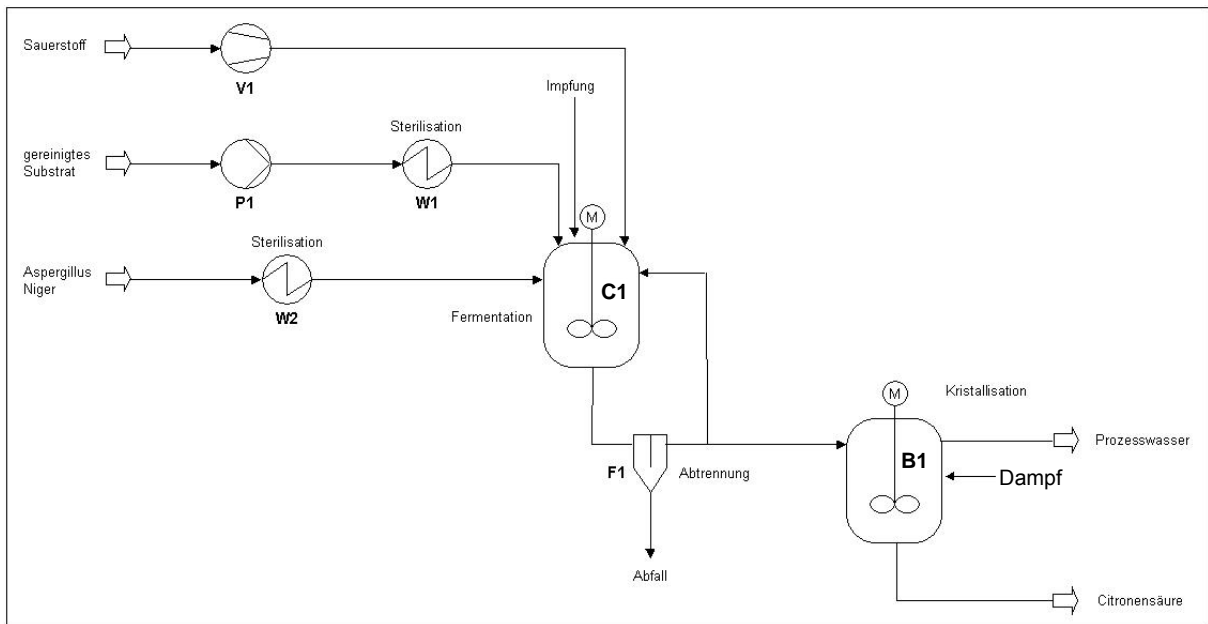 Sauerstoff
V1
Impfung
Sterilisation
gereinigtes
Substrat
P1
W1
M
Sterilisation
Aspergillus
Niger
W2
C1
Fermentation
M
Kristallisation
B1
Prozesswasser
F1
Abtrennung
Dampf
Abfall
Citronensäure